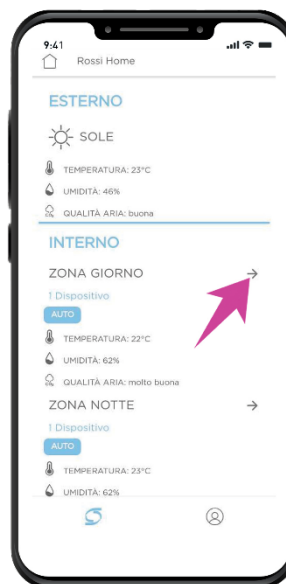 9:41
Rossi Home
ESTERNO
SOLE
TEMPERATURA: 23°C
UMIDITÀ: 46%
QUALITÀ ARIA: buona
INTERNO
ZONA GIORNO
1 Dispositivo
AUTO
TEMPERATURA: 22°C
UMIDITÀ: 62%
QUALITÀ ARIA: molto buona
ZONA NOTTE
1 Dispositivo
AUTO
TEMPERATURA: 23°C
UMIDITÀ: 62%